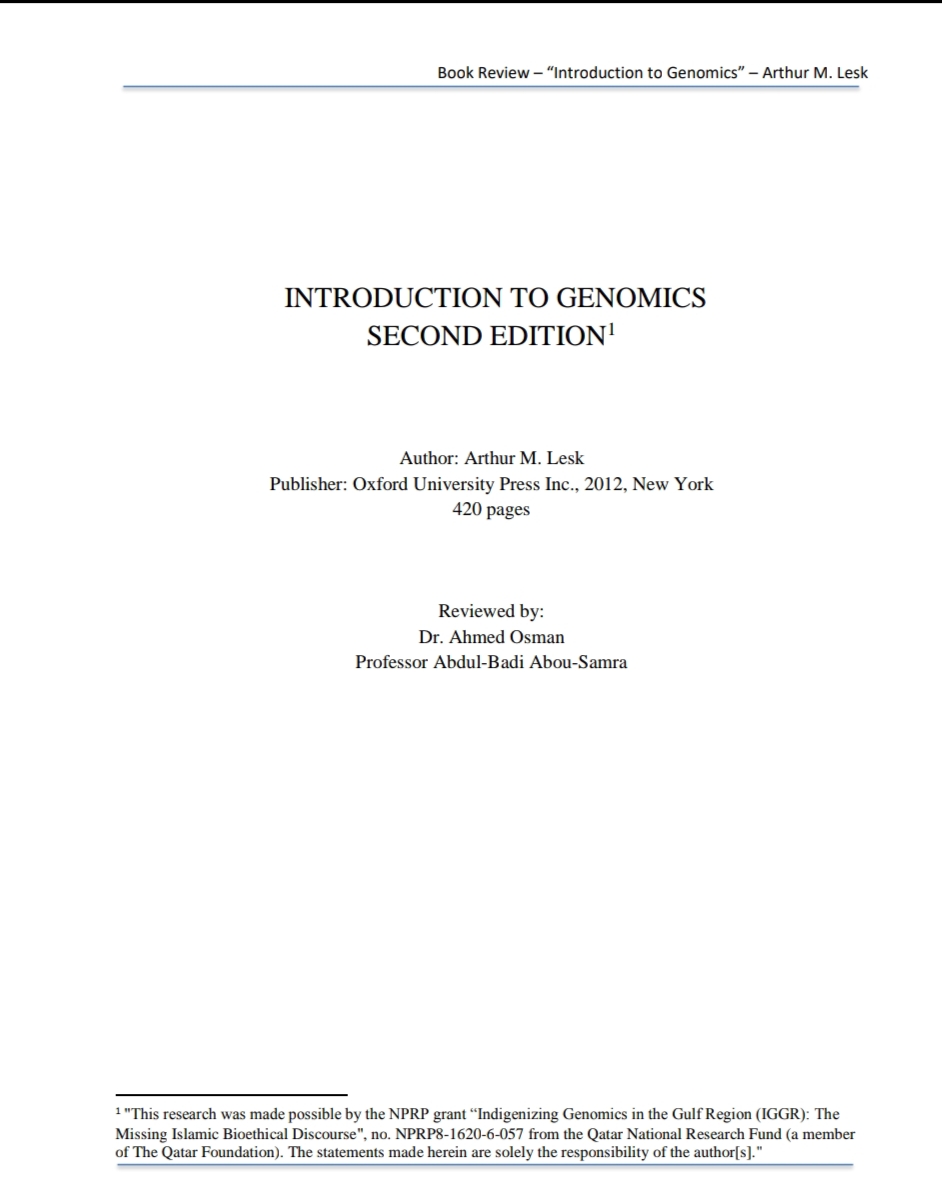 Book Review – “Introduction to Genomics” – Arthur M. Lesk
INTRODUCTION TO GENOMICS
SECOND EDITION¹
Author: Arthur M. Lesk
Publisher: Oxford University Press Inc., 2012, New York
420 pages
Reviewed by:
Dr. Ahmed Osman
Professor Abdul-Badi Abou-Samra
¹ "This research was made possible by the NPRP grant “Indigenizing Genomics in the Gulf Region (IGGR): The
Missing Islamic Bioethical Discourse", no. NPRP8-1620-6-057 from the Qatar National Research Fund (a member
of The Qatar Foundation). The statements made herein are solely the responsibility of the author[s]."